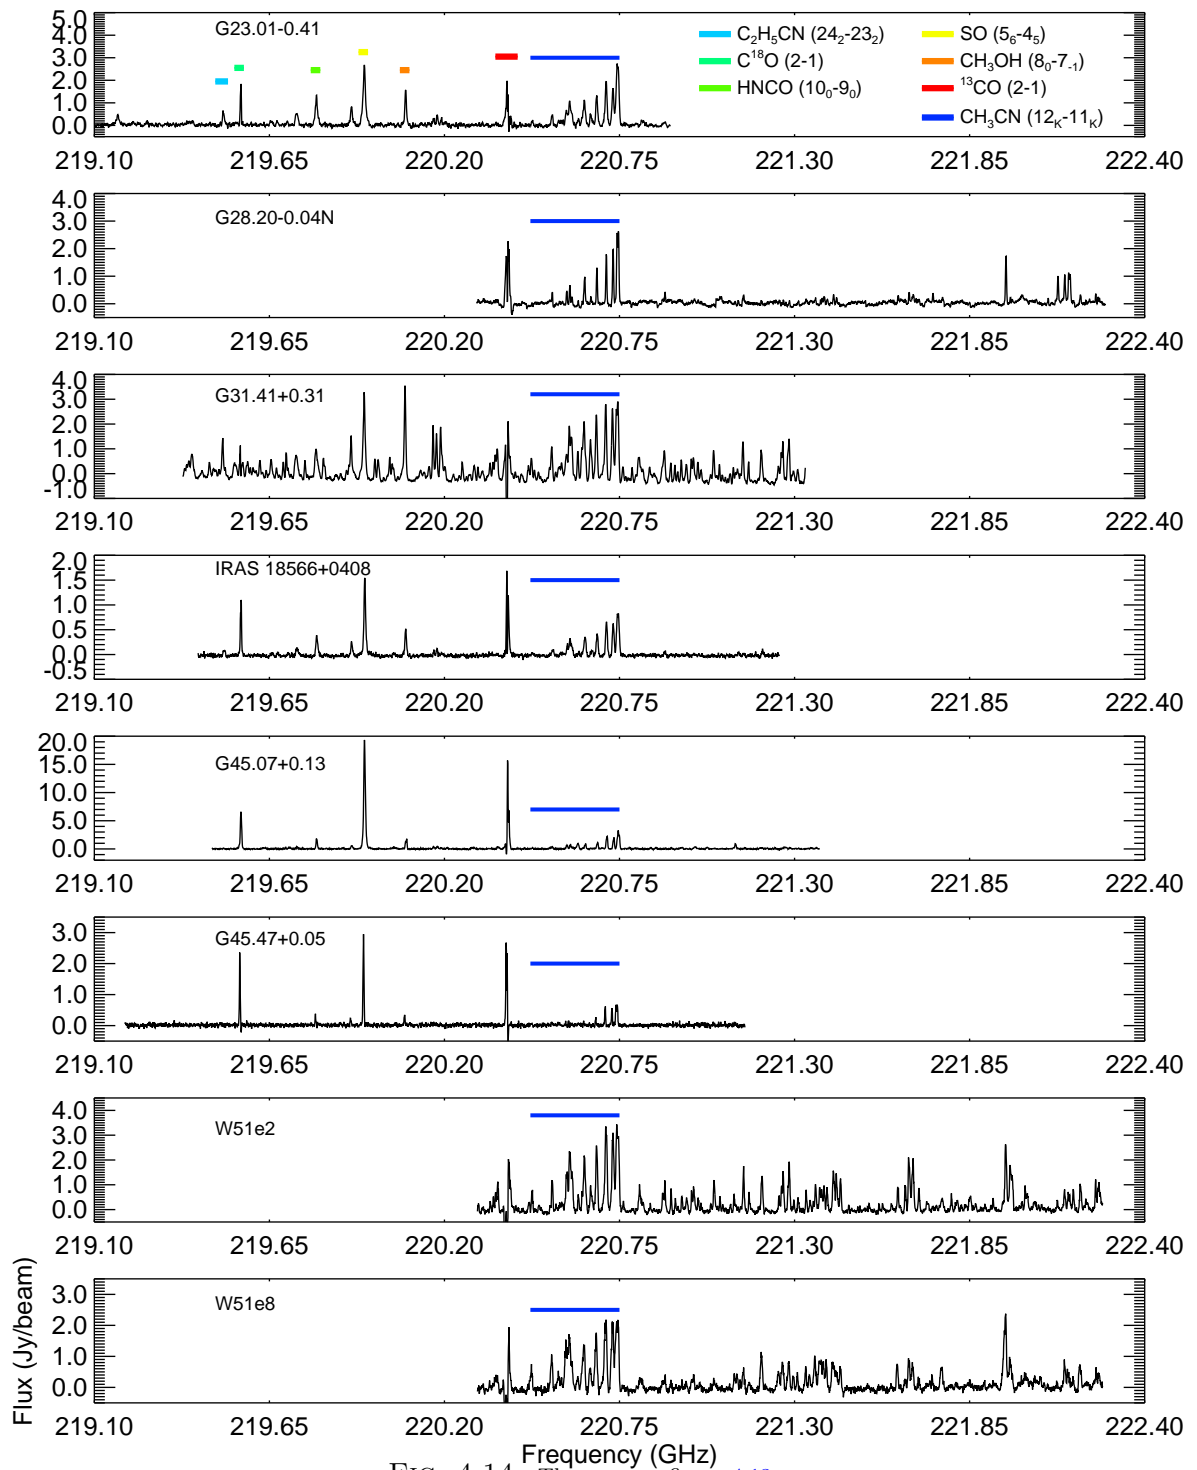 G23.01-0.41
C₂H₅CN (24₂-23₂)
C¹⁸O (2-1)
HNCO (10₀-9₀)
SO (5₆-4₅)
CH₃OH (8₀-7₋₁)
¹³CO (2-1)
CH₃CN (12ₖ-11ₖ)
5.0
4.0
3.0
2.0
1.0
0.0
219.10 219.65 220.20 220.75 221.30 221.85 222.40
G28.20-0.04N
4.0
3.0
2.0
1.0
0.0
219.10 219.65 220.20 220.75 221.30 221.85 222.40
G31.41+0.31
4.0
3.0
2.0
1.0
0.0
-1.0
219.10 219.65 220.20 220.75 221.30 221.85 222.40
IRAS 18566+0408
2.0
1.5
1.0
0.5
0.0
-0.5
219.10 219.65 220.20 220.75 221.30 221.85 222.40
G45.07+0.13
20.0
15.0
10.0
5.0
0.0
219.10 219.65 220.20 220.75 221.30 221.85 222.40
G45.47+0.05
3.0
2.0
1.0
0.0
219.10 219.65 220.20 220.75 221.30 221.85 222.40
W51e2
4.0
3.0
2.0
1.0
0.0
219.10 219.65 220.20 220.75 221.30 221.85 222.40
W51e8
3.0
2.0
1.0
0.0
219.10 219.65 220.20 220.75 221.30 221.85 222.40
Flux (Jy/beam)
Frequency (GHz)
FIG. 4.14